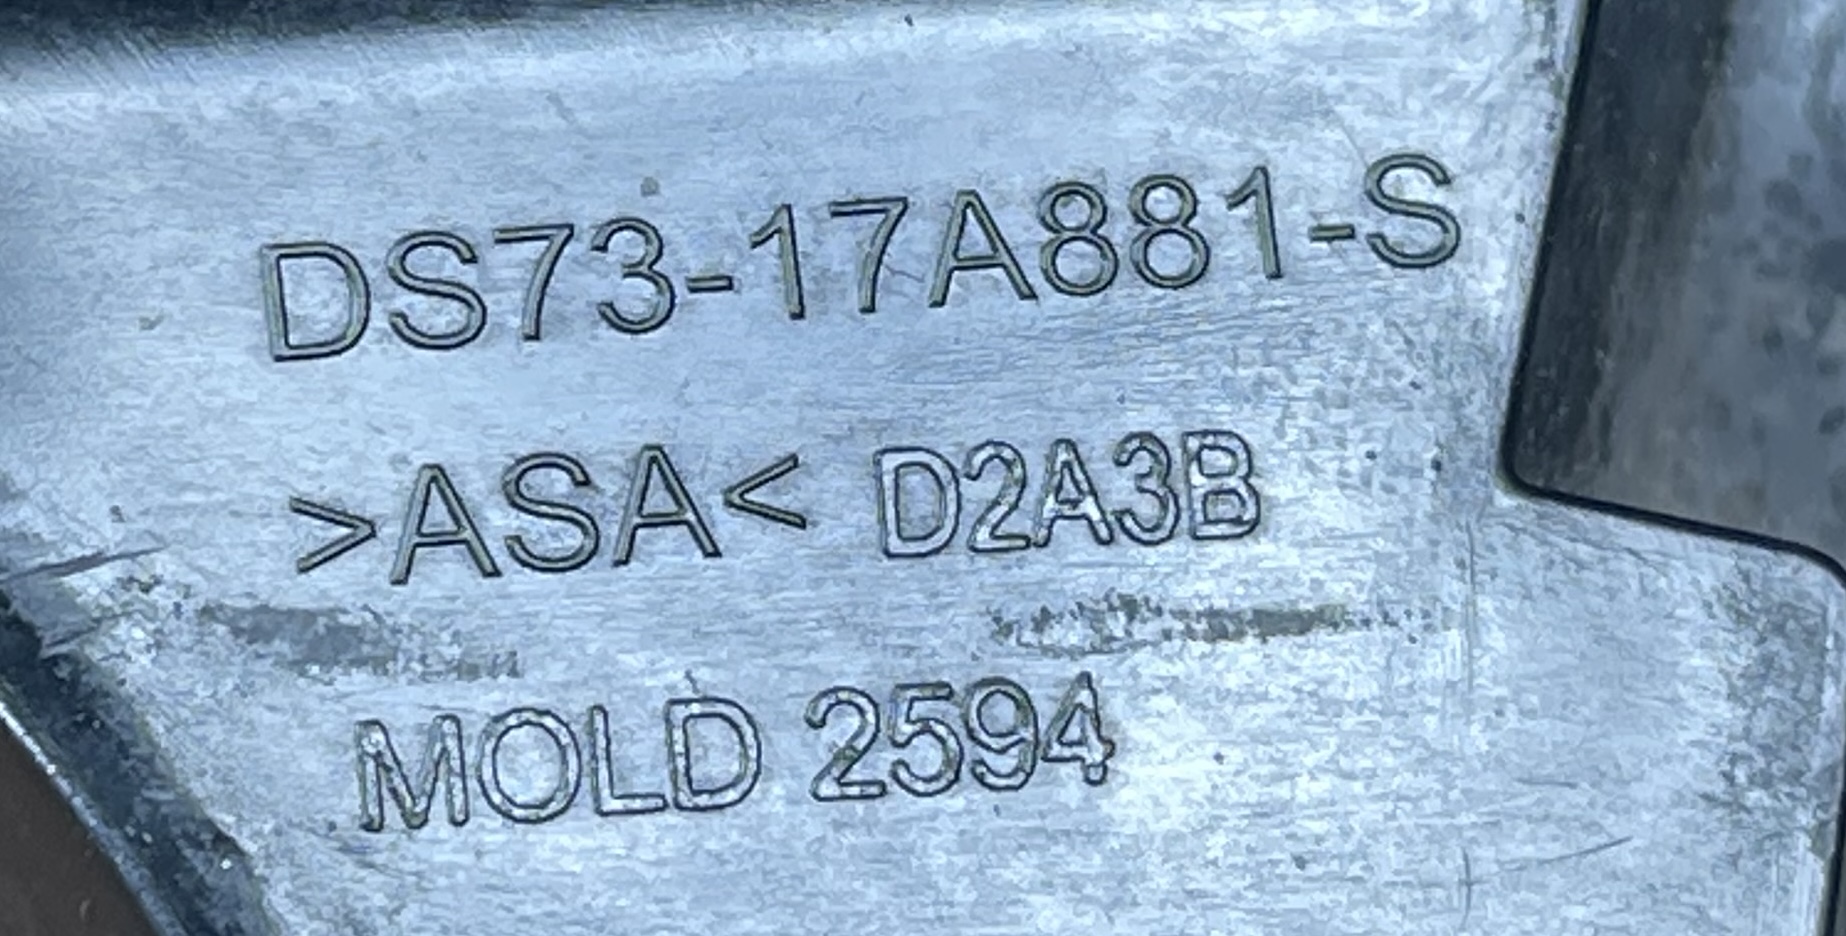 DS73-17A881-S
>ASA< D2A3B
MOLD 2594